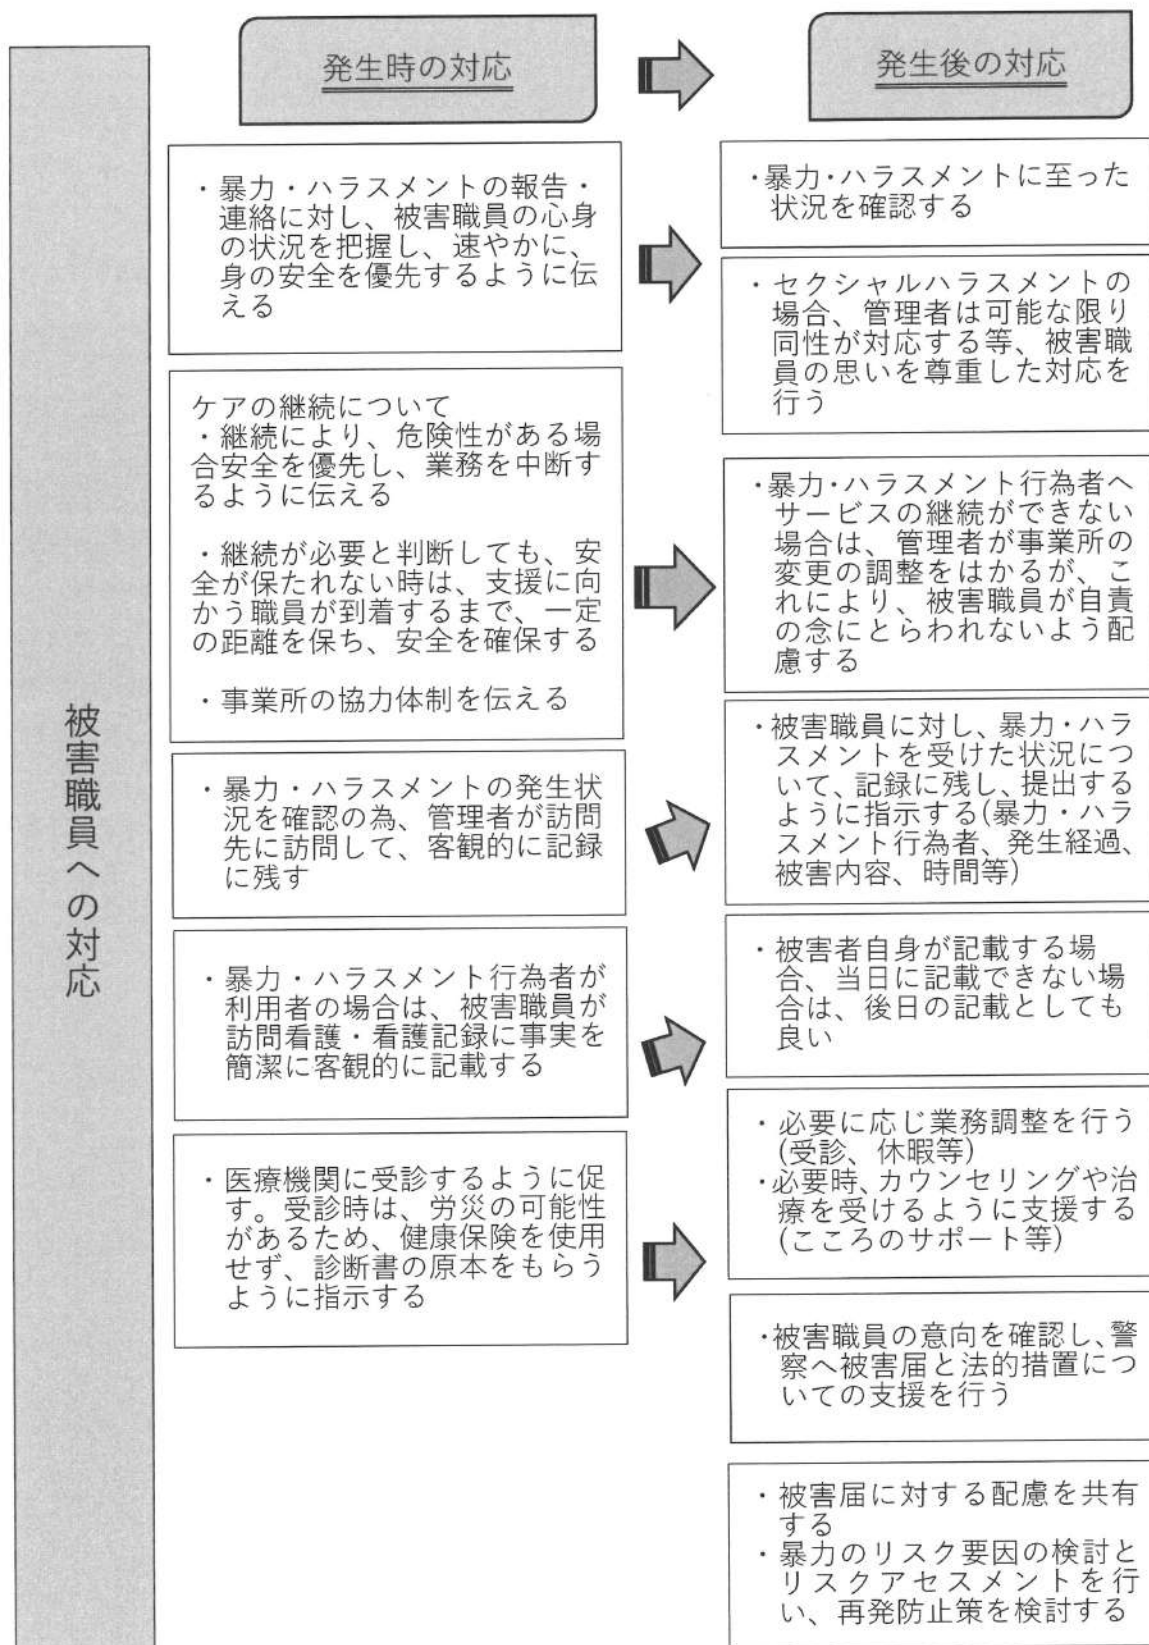 発生時の対応
発生後の対応
被害職員への対応
・暴力・ハラスメントの報告・
連絡に対し、被害職員の心身
の状況を把握し、速やかに、
身の安全を優先するように伝
える
ケアの継続について
・継続により、危険性がある場
合安全を優先し、業務を中断す
るように伝える
・継続が必要と判断しても、安
全が保たれない時は、支援に向
かう職員が到着するまで、一定
の距離を保ち、安全を確保する
・事業所の協力体制を伝える
・暴力・ハラスメントの発生状
況を確認の為、管理者が訪問
先に訪問して、客観的に記録
に残す
・暴力・ハラスメント行為者が
利用者の場合は、被害職員が
訪問看護・看護記録に事実を
簡潔に客観的に記載する
・医療機関に受診するように促
す。受診時は、労災の可能性
があるため、健康保険を使用
せず、診断書の原本をもらう
ように指示する
・暴力・ハラスメントに至った
状況を確認する
・セクシャルハラスメントの
場合、管理者は可能な限り
同性が対応する等、被害職
員の思いを尊重した対応を
行う
・暴力・ハラスメント行為者へ
サービスの継続ができない
場合は、管理者が事業所の
変更の調整をはかるが、こ
れにより、被害職員が自責
の念にとらわれないよう配
慮する
・被害職員に対し、暴力・ハラ
スメントを受けた状況につ
いて、記録に残し、提出する
ように指示する(暴力・ハラ
スメント行為者、発生経過、
被害内容、時間等)
・被害者自身が記載する場
合、当日に記載できない場
合は、後日の記載としても
良い
・必要に応じ業務調整を行う
(受診、休暇等)
・必要時、カウンセリングや治
療を受けるように支援する
(こころのサポート等)
・被害職員の意向を確認し、警
察へ被害届と法的措置につ
いての支援を行う
・被害届に対する配慮を共有
する
・暴力のリスク要因の検討と
リスクアセスメントを行
い、再発防止策を検討する